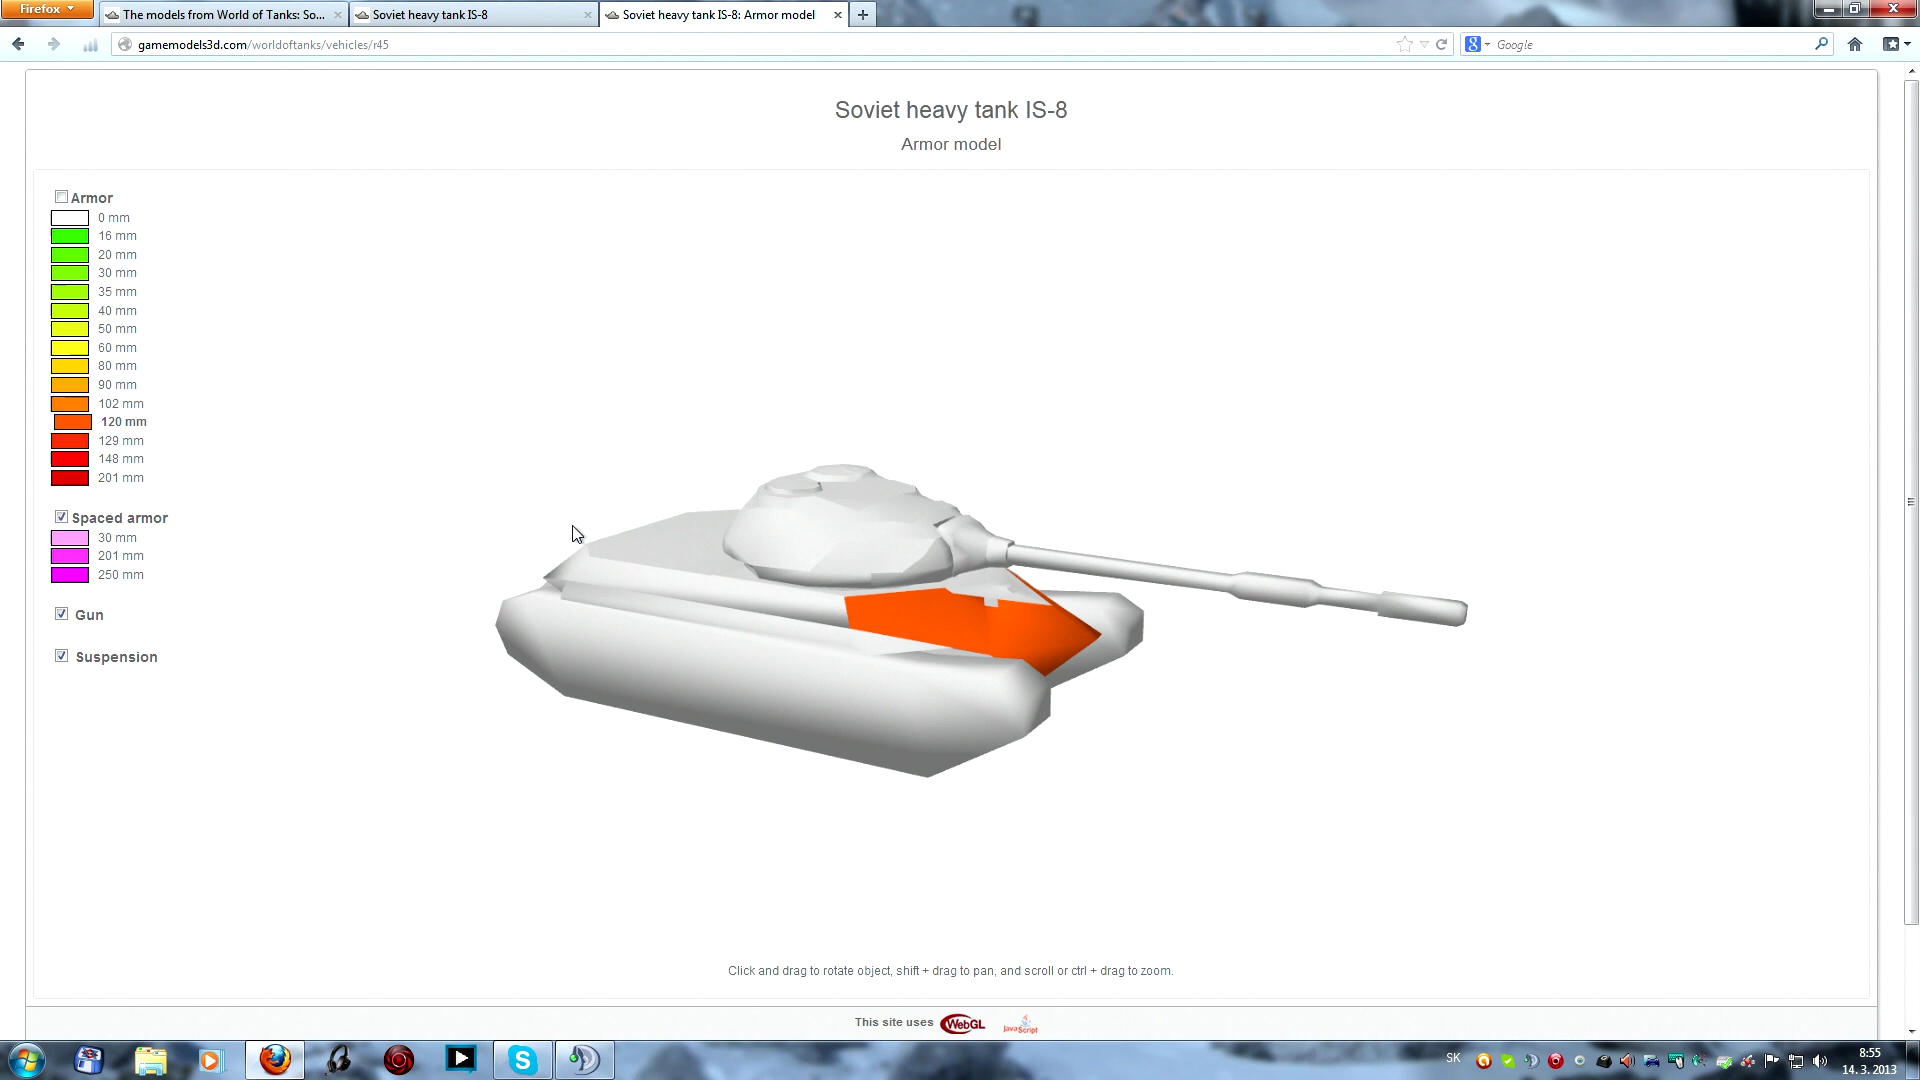 Firefox
The models from World of Tanks: So...
Soviet heavy tank IS-8
Soviet heavy tank IS-8: Armor model
gamemodels3d.com/worldoftanks/vehicles/r45
Google
Soviet heavy tank IS-8
Armor model
Armor
0 mm
16 mm
20 mm
30 mm
35 mm
40 mm
50 mm
60 mm
80 mm
90 mm
102 mm
120 mm
129 mm
148 mm
201 mm
Spaced armor
30 mm
201 mm
250 mm
Gun
Suspension
Click and drag to rotate object, shift + drag to pan, and scroll or ctrl + drag to zoom.
This site uses WebGL JavaScript
SK
8:55
14. 3. 2013